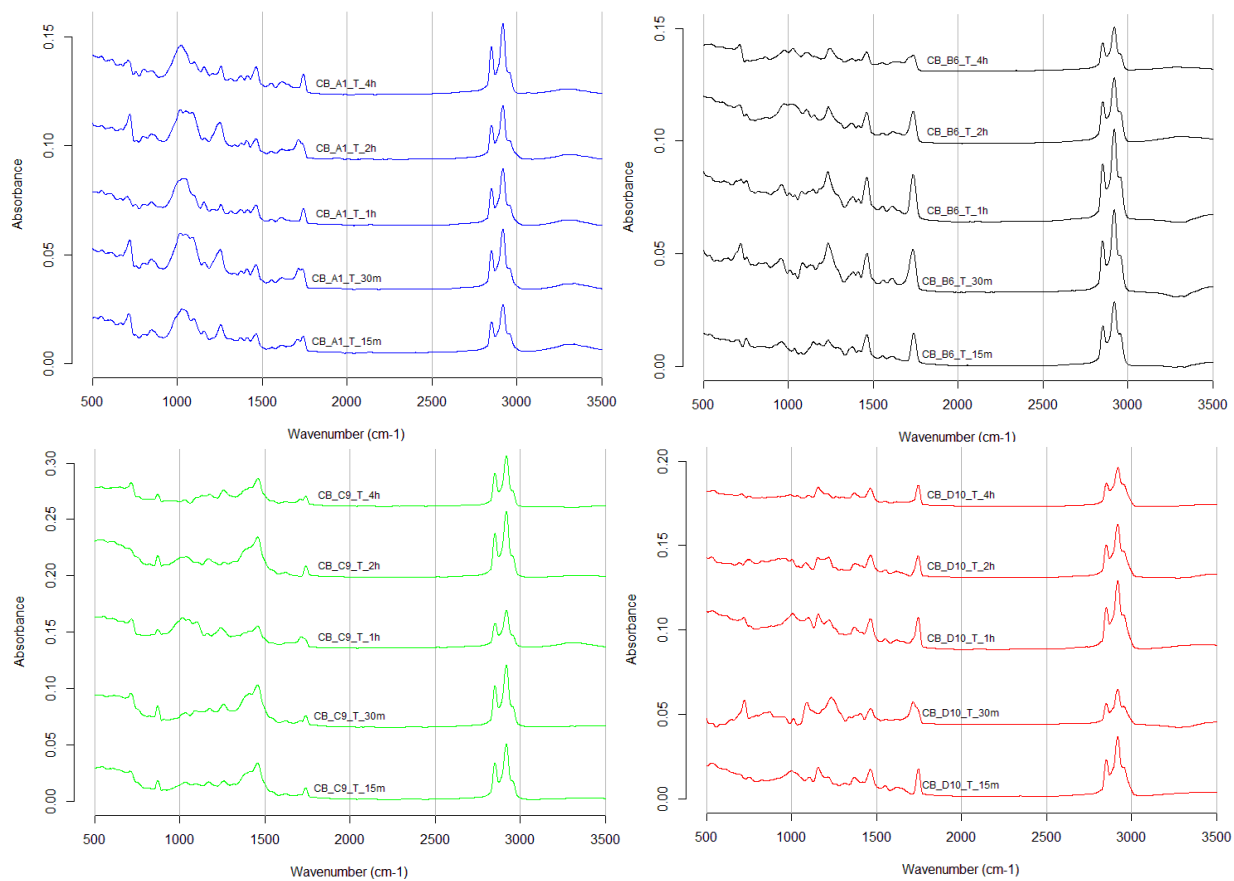 0.15
0.10
0.05
0.00
Absorbance
CB_A1_T_4h
CB_A1_T_2h
CB_A1_T_1h
CB_A1_T_30m
CB_A1_T_15m
500 1000 1500 2000 2500 3000 3500
Wavenumber (cm-1)
0.15
0.10
0.05
0.00
Absorbance
CB_B6_T_4h
CB_B6_T_2h
CB_B6_T_1h
CB_B6_T_30m
CB_B6_T_15m
500 1000 1500 2000 2500 3000 3500
Wavenumber (cm-1)
0.30
0.25
0.20
0.15
0.10
0.05
0.00
Absorbance
CB_C9_T_4h
CB_C9_T_2h
CB_C9_T_1h
CB_C9_T_30m
CB_C9_T_15m
500 1000 1500 2000 2500 3000 3500
Wavenumber (cm-1)
0.20
0.15
0.10
0.05
0.00
Absorbance
CB_D10_T_4h
CB_D10_T_2h
CB_D10_T_1h
CB_D10_T_30m
CB_D10_T_15m
500 1000 1500 2000 2500 3000 3500
Wavenumber (cm-1)